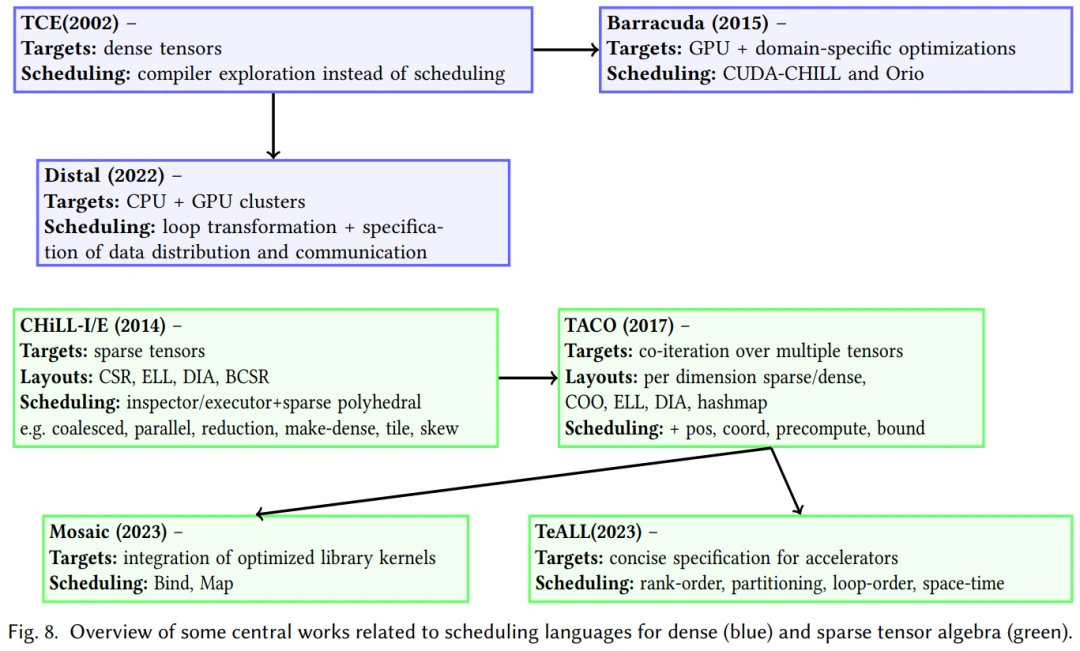 TCE(2002) –
Targets: dense tensors
Scheduling: compiler exploration instead of scheduling
Barracuda (2015) –
Targets: GPU + domain-specific optimizations
Scheduling: CUDA-CHILL and Orio
Distal (2022) –
Targets: CPU + GPU clusters
Scheduling: loop transformation + specifica-
tion of data distribution and communication
CHiLL-I/E (2014) –
Targets: sparse tensors
Layouts: CSR, ELL, DIA, BCSR
Scheduling: inspector/executor+sparse polyhedral
e.g. coalesced, parallel, reduction, make-dense, tile, skew
TACO (2017) –
Targets: co-iteration over multiple tensors
Layouts: per dimension sparse/dense,
COO, ELL, DIA, hashmap
Scheduling: + pos, coord, precompute, bound
Mosaic (2023) –
Targets: integration of optimized library kernels
Scheduling: Bind, Map
TeALL(2023) –
Targets: concise specification for accelerators
Scheduling: rank-order, partitioning, loop-order, space-time
Fig. 8. Overview of some central works related to scheduling languages for dense (blue) and sparse tensor algebra (green).